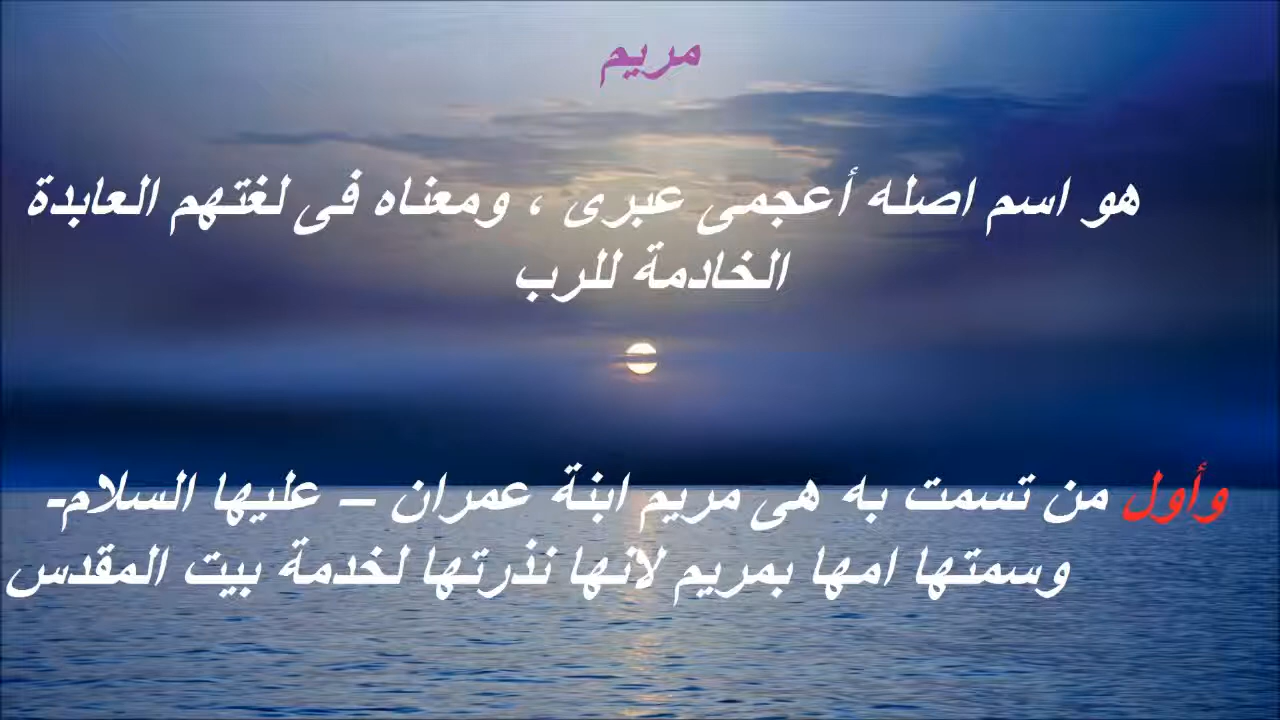 مريم
هو اسم اصله أعجمى عبرى ، ومعناه فى لغتهم العابدة
الخادمة للرب
وأول من تسمت به هى مريم ابنة عمران – عليها السلام-
وسمتها امها بمريم لانها نذرتها لخدمة بيت المقدس